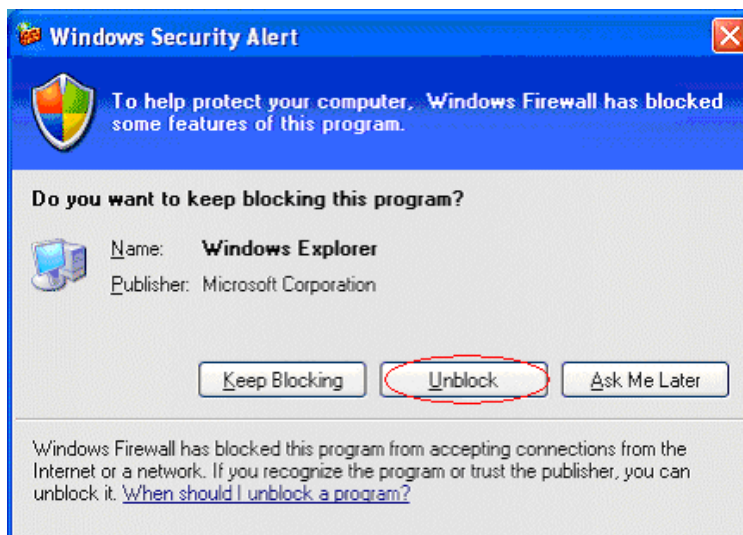 Windows Security Alert
To help protect your computer, Windows Firewall has blocked
some features of this program.
Do you want to keep blocking this program?
Name: Windows Explorer
Publisher: Microsoft Corporation
Keep Blocking Unblock Ask Me Later
Windows Firewall has blocked this program from accepting connections from the
Internet or a network. If you recognize the program or trust the publisher, you can
unblock it. When should I unblock a program?